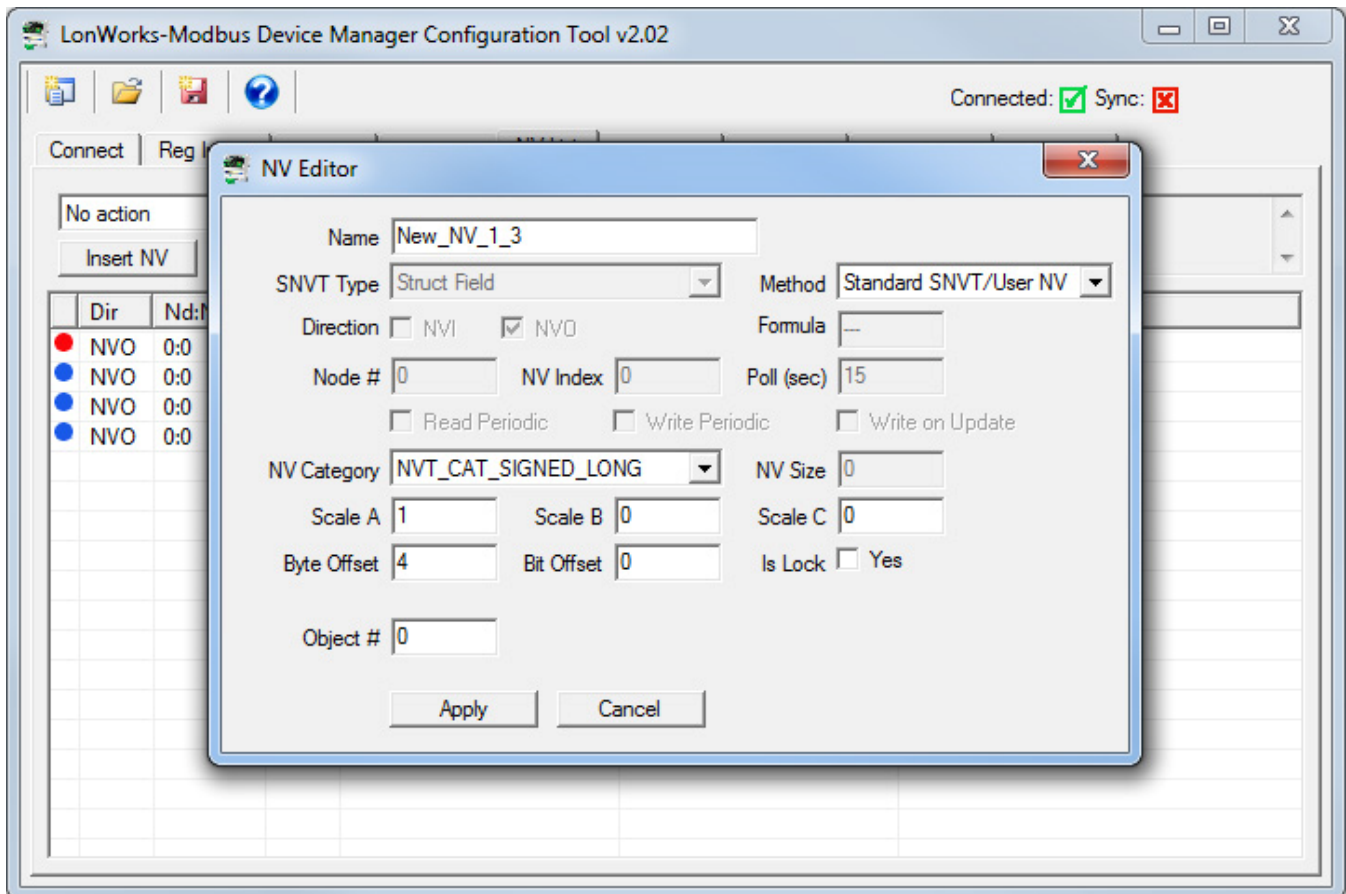 LonWorks-Modbus Device Manager Configuration Tool v2.02
Connected: Sync:
Connect Reg
NV Editor
No action
Insert NV
Name New_NV_1_3
SNVT Type Struct Field Method Standard SNVT/User NV
Direction NVI NVO Formula ---
Node # 0 NV Index 0 Poll (sec) 15
Read Periodic Write Periodic Write on Update
NV Category NVT_CAT_SIGNED_LONG NV Size 0
Scale A 1 Scale B 0 Scale C 0
Byte Offset 4 Bit Offset 0 Is Lock Yes
Object # 0
Apply Cancel
Dir
NVO 0:0
NVO 0:0
NVO 0:0
NVO 0:0